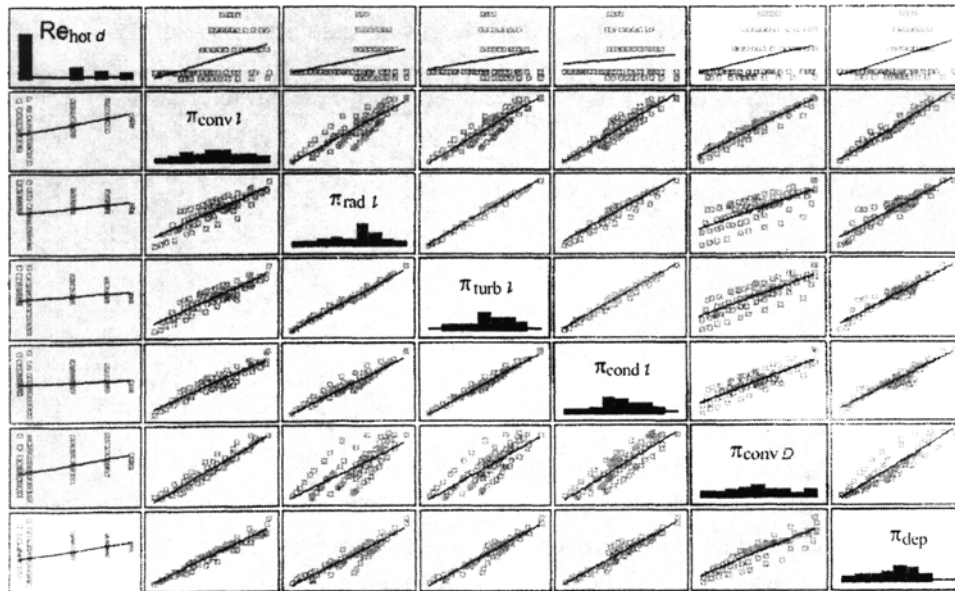 Re_hot d
π_conv l
π_rad l
π_turb l
π_cond l
π_conv D
π_dep